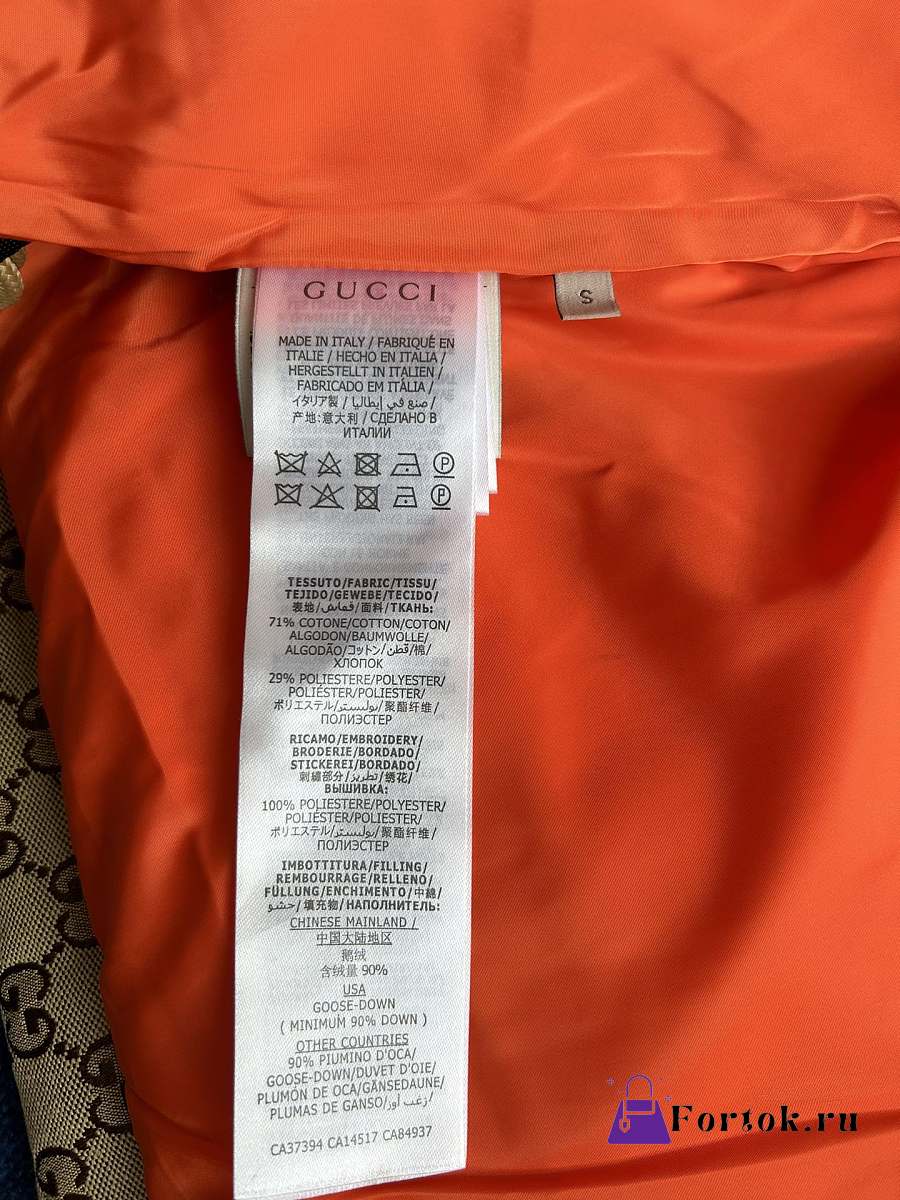 GUCCI
S
MADE IN ITALY / FABRIQUÉ EN
ITALIE / HECHO EN ITALIA /
HERGESTELLT IN ITALIEN /
FABRICADO EM ITÁLIA /
イタリア製 / صنع في إيطاليا /
产地:意大利 / СДЕЛАНО В
ИТАЛИИ
P
P
TESSUTO/FABRIC/TISSU/
TEJIDO/GEWEBE/TECIDO/
表地/قماش/面料/ТКАНЬ:
71% COTONE/COTTON/COTON/
ALGODON/BAUMWOLLE/
ALGODÃO/コットン/قطن/棉/
ХЛОПОК
29% POLIESTERE/POLYESTER/
POLIÉSTER/POLIESTER/
ポリエステル/بوليستر/聚酯纤维/
ПОЛИЭСТЕР
RICAMO/EMBROIDERY/
BRODERIE/BORDADO/
STICKEREI/BORDADO/
刺繍部分/تطريز/绣花/
ВЫШИВКА:
100% POLIESTERE/POLYESTER/
POLIÉSTER/POLIESTER/
ポリエステル/بوليستر/聚酯纤维/
ПОЛИЭСТЕР
IMBOTTITURA/FILLING/
REMBOURRAGE/RELLENO/
FÜLLUNG/ENCHIMENTO/中綿/
حشو/填充物/НАПОЛНИТЕЛЬ:
CHINESE MAINLAND /
中国大陆地区
鹅绒
含绒量 90%
USA
GOOSE-DOWN
( MINIMUM 90% DOWN )
OTHER COUNTRIES
90% PIUMINO D'OCA/
GOOSE-DOWN/DUVET D'OIE/
PLUMÓN DE OCA/GÄNSEDAUNE/
PLUMAS DE GANSO/زغب أوز/
CA37394 CA14517 CA84937
Fortok.ru